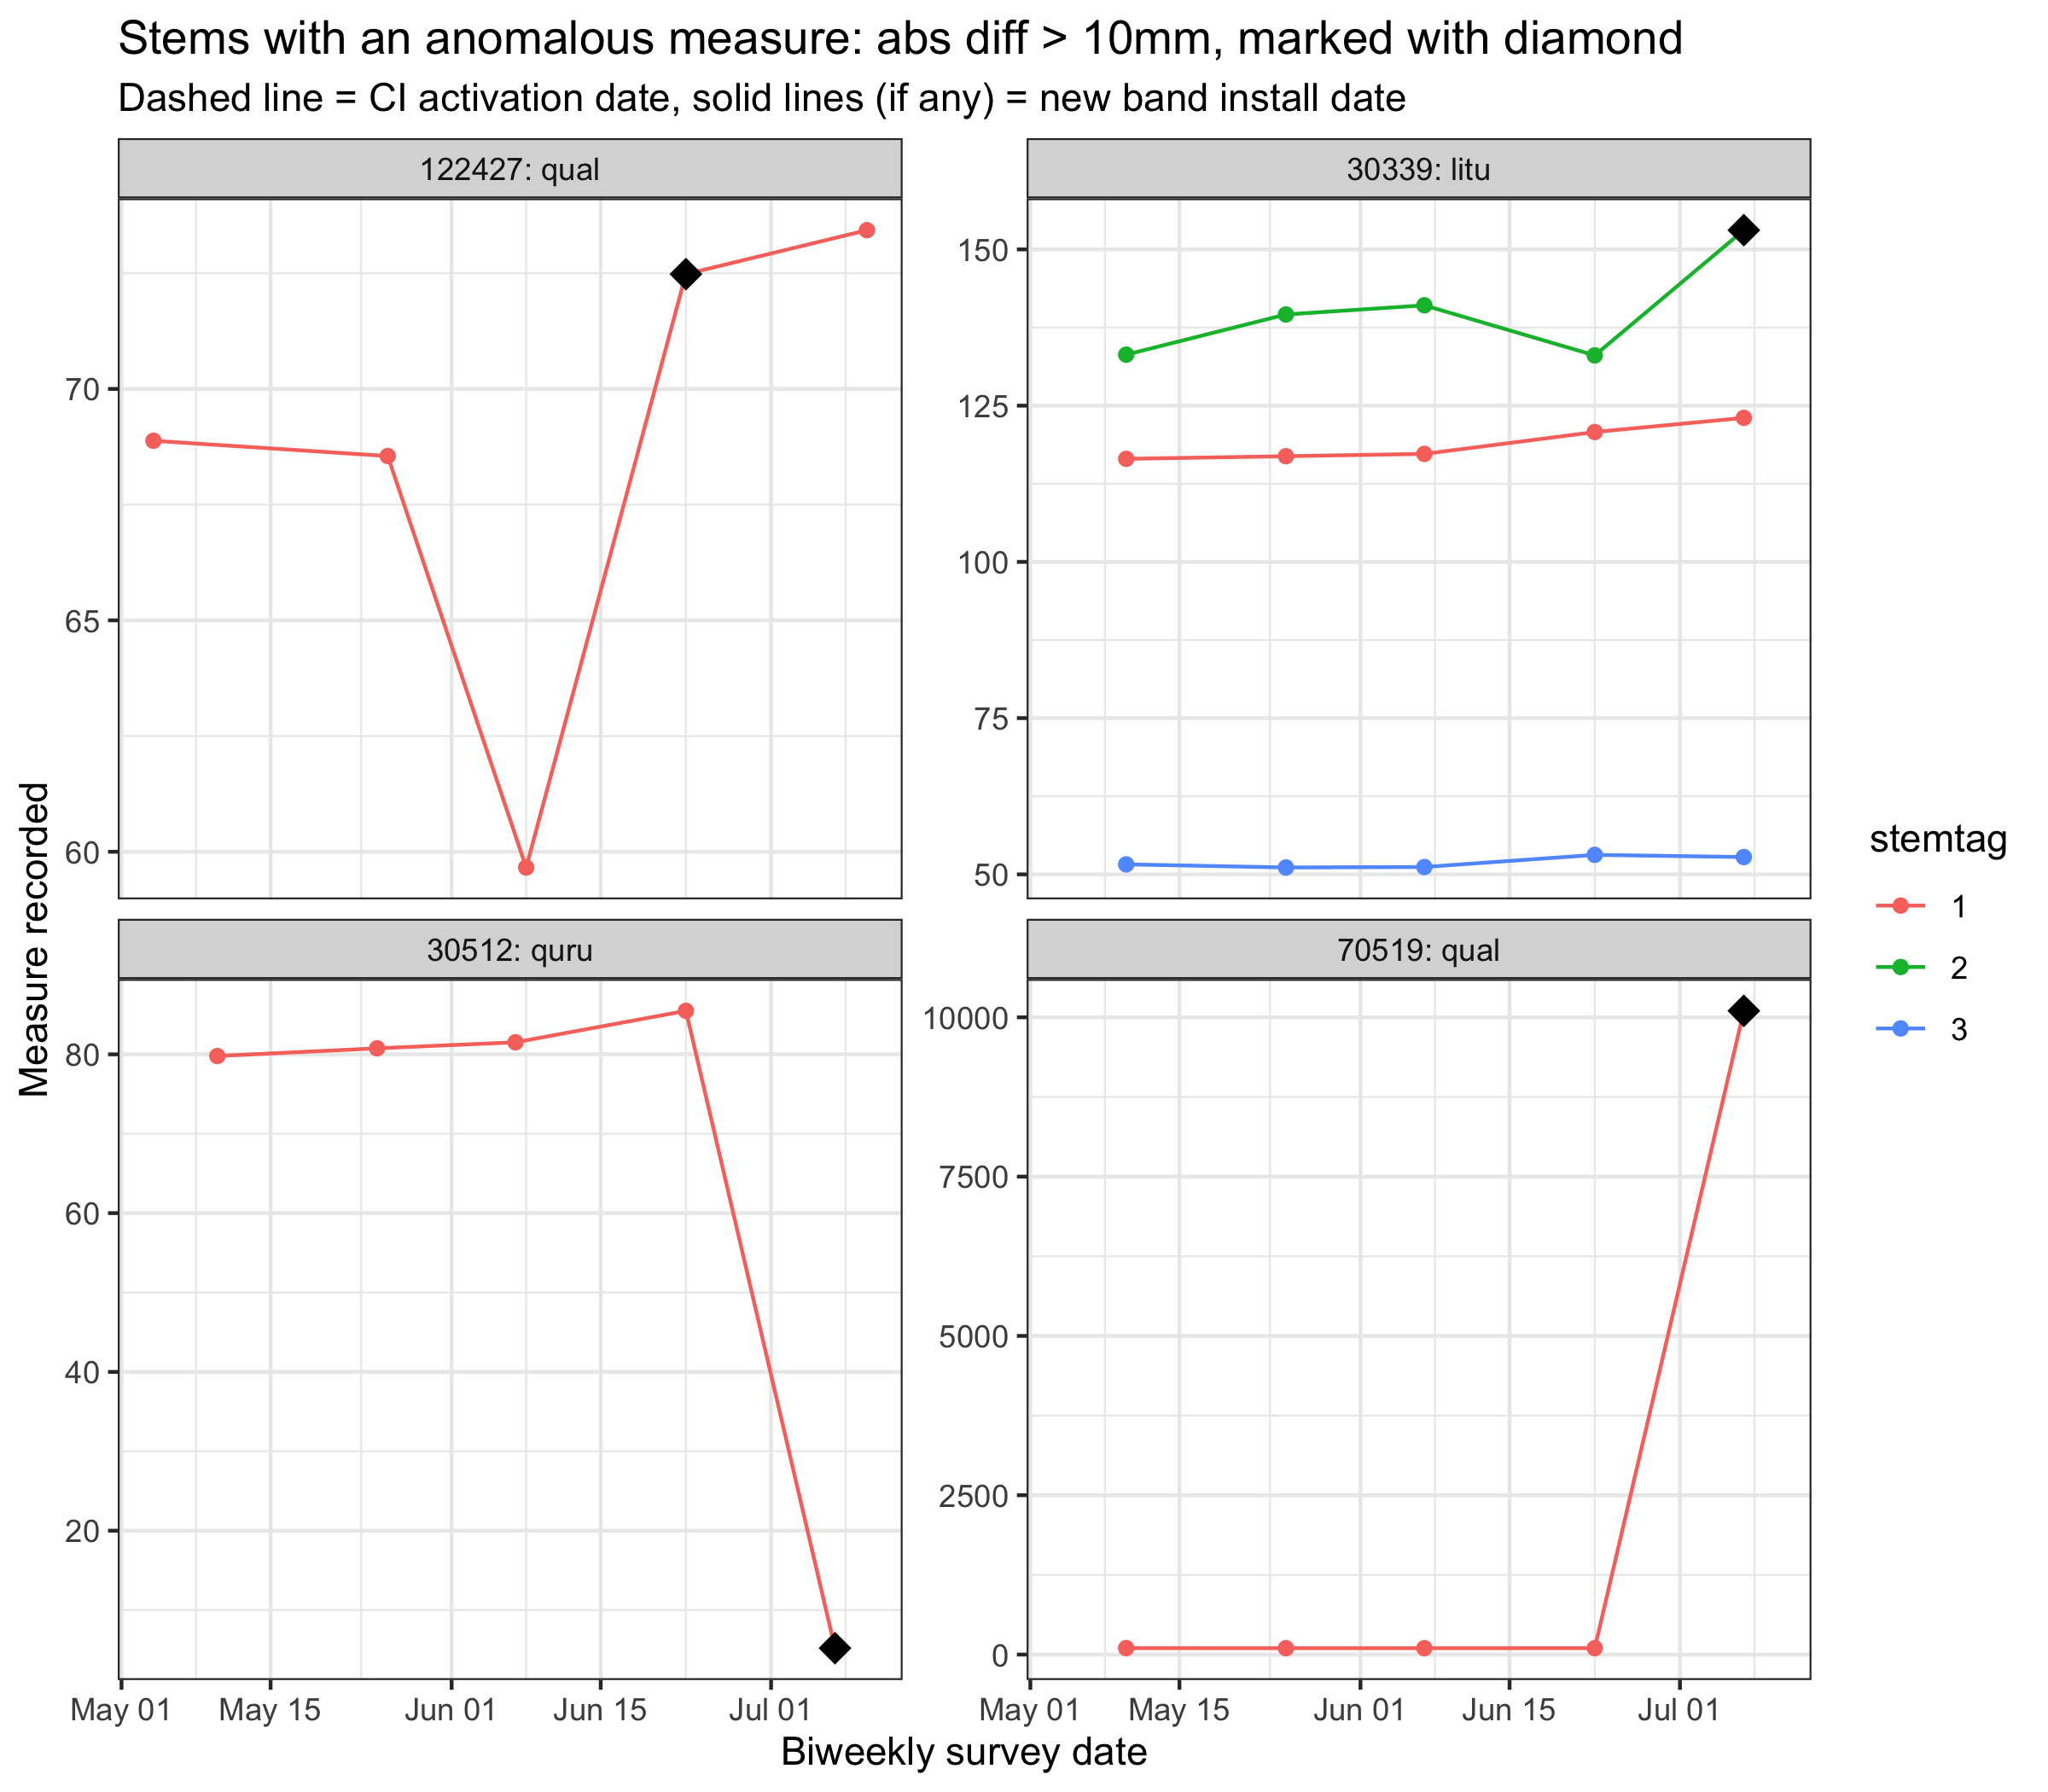 Stems with an anomalous measure: abs diff > 10mm, marked with diamond
Dashed line = CI activation date, solid lines (if any) = new band install date
122427: qual
70
65
60
30339: litu
150
125
100
75
50
30512: quru
80
60
40
20
70519: qual
10000
7500
5000
2500
0
May 01 May 15 Jun 01 Jun 15 Jul 01
May 01 May 15 Jun 01 Jun 15 Jul 01
Biweekly survey date
Measure recorded
stemtag
1
2
3